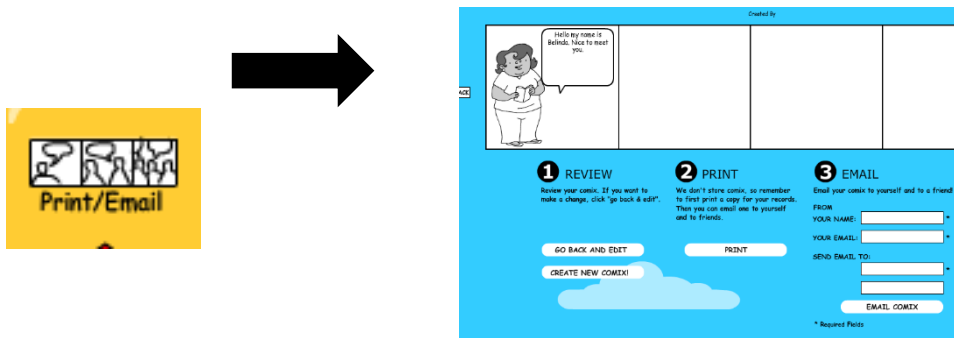 Print/Email
Created By
Hello my name is
Belinda. Nice to meet
you.
1 REVIEW
Review your comix. If you want to
make a change, click "go back & edit".
GO BACK AND EDIT
CREATE NEW COMIX!
2 PRINT
We don't store comix, so remember
to first print a copy for your records.
Then you can email one to yourself
and to friends.
PRINT
3 EMAIL
Email your comix to yourself and to a friend!
FROM
YOUR NAME: *
YOUR EMAIL: *
SEND EMAIL TO:
*
EMAIL COMIX
* Required Fields